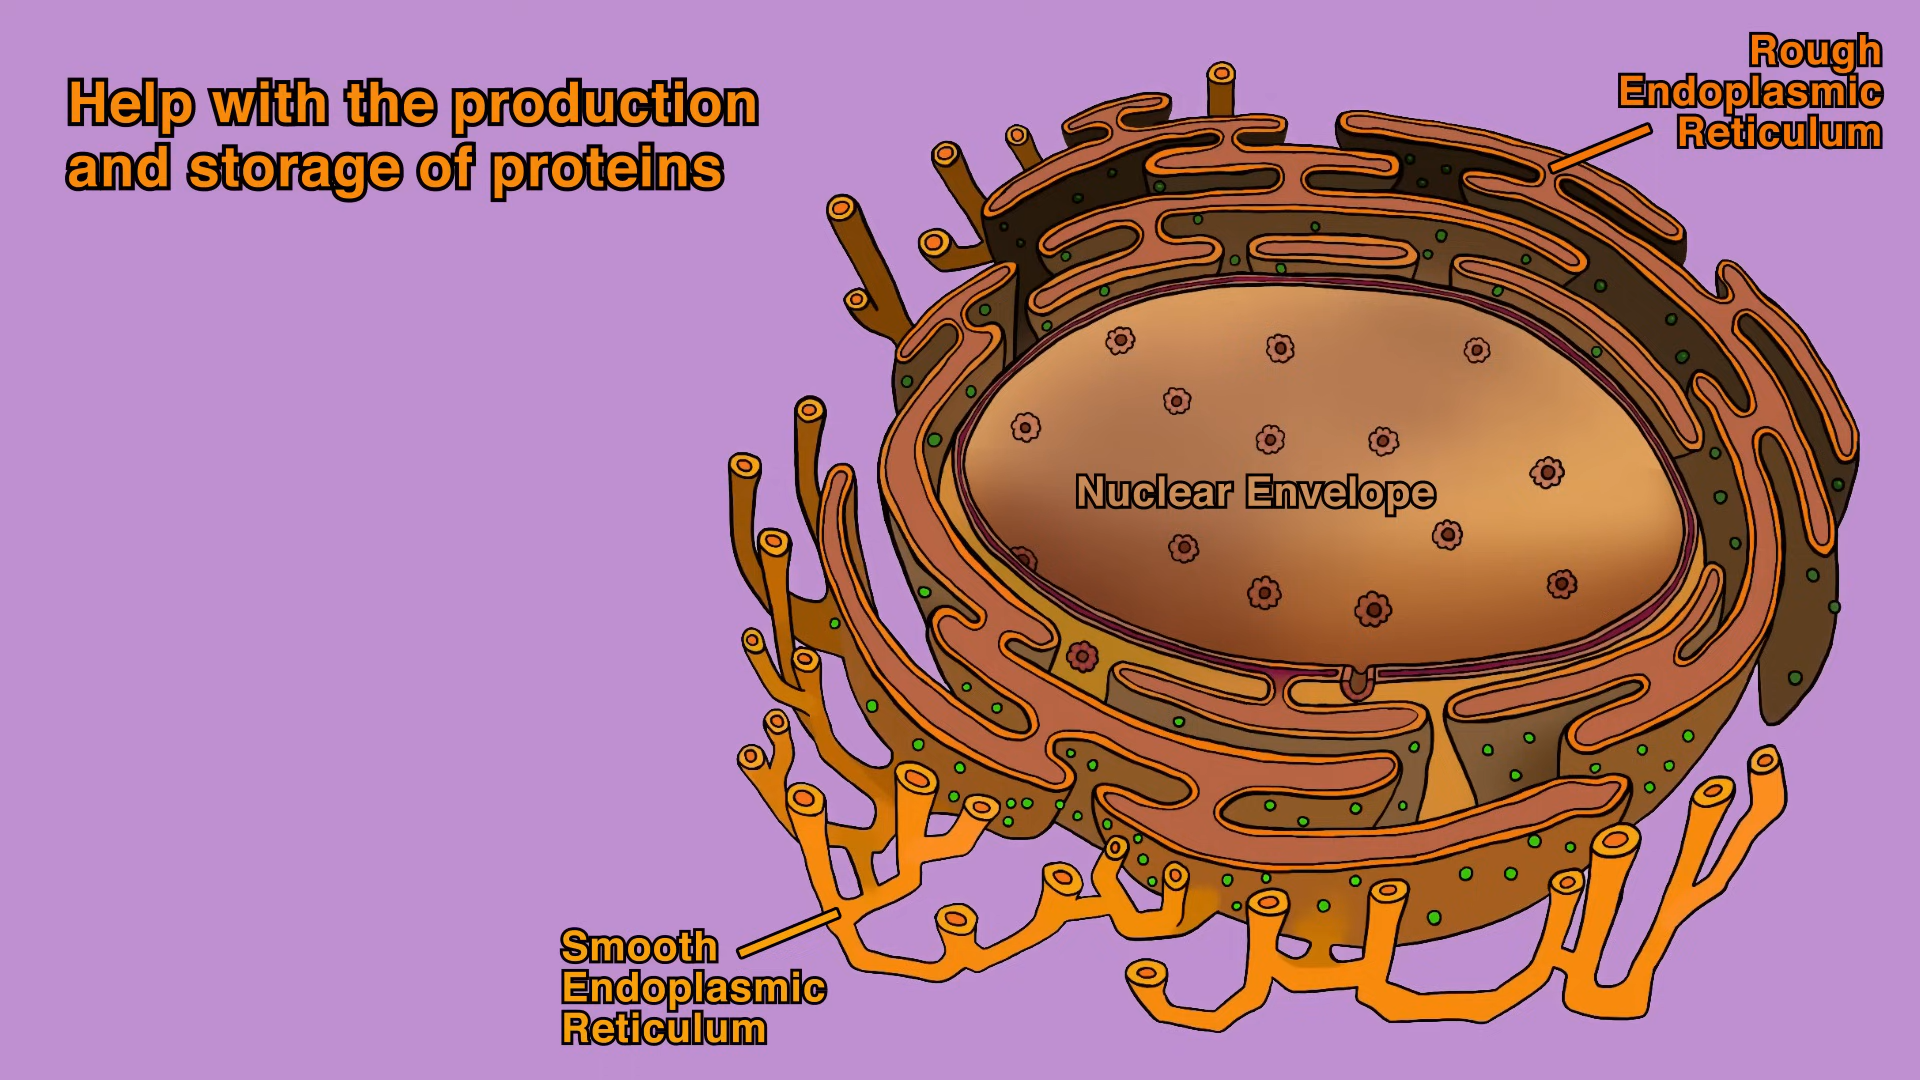 Help with the production
and storage of proteins
Rough
Endoplasmic
Reticulum
Nuclear Envelope
Smooth
Endoplasmic
Reticulum